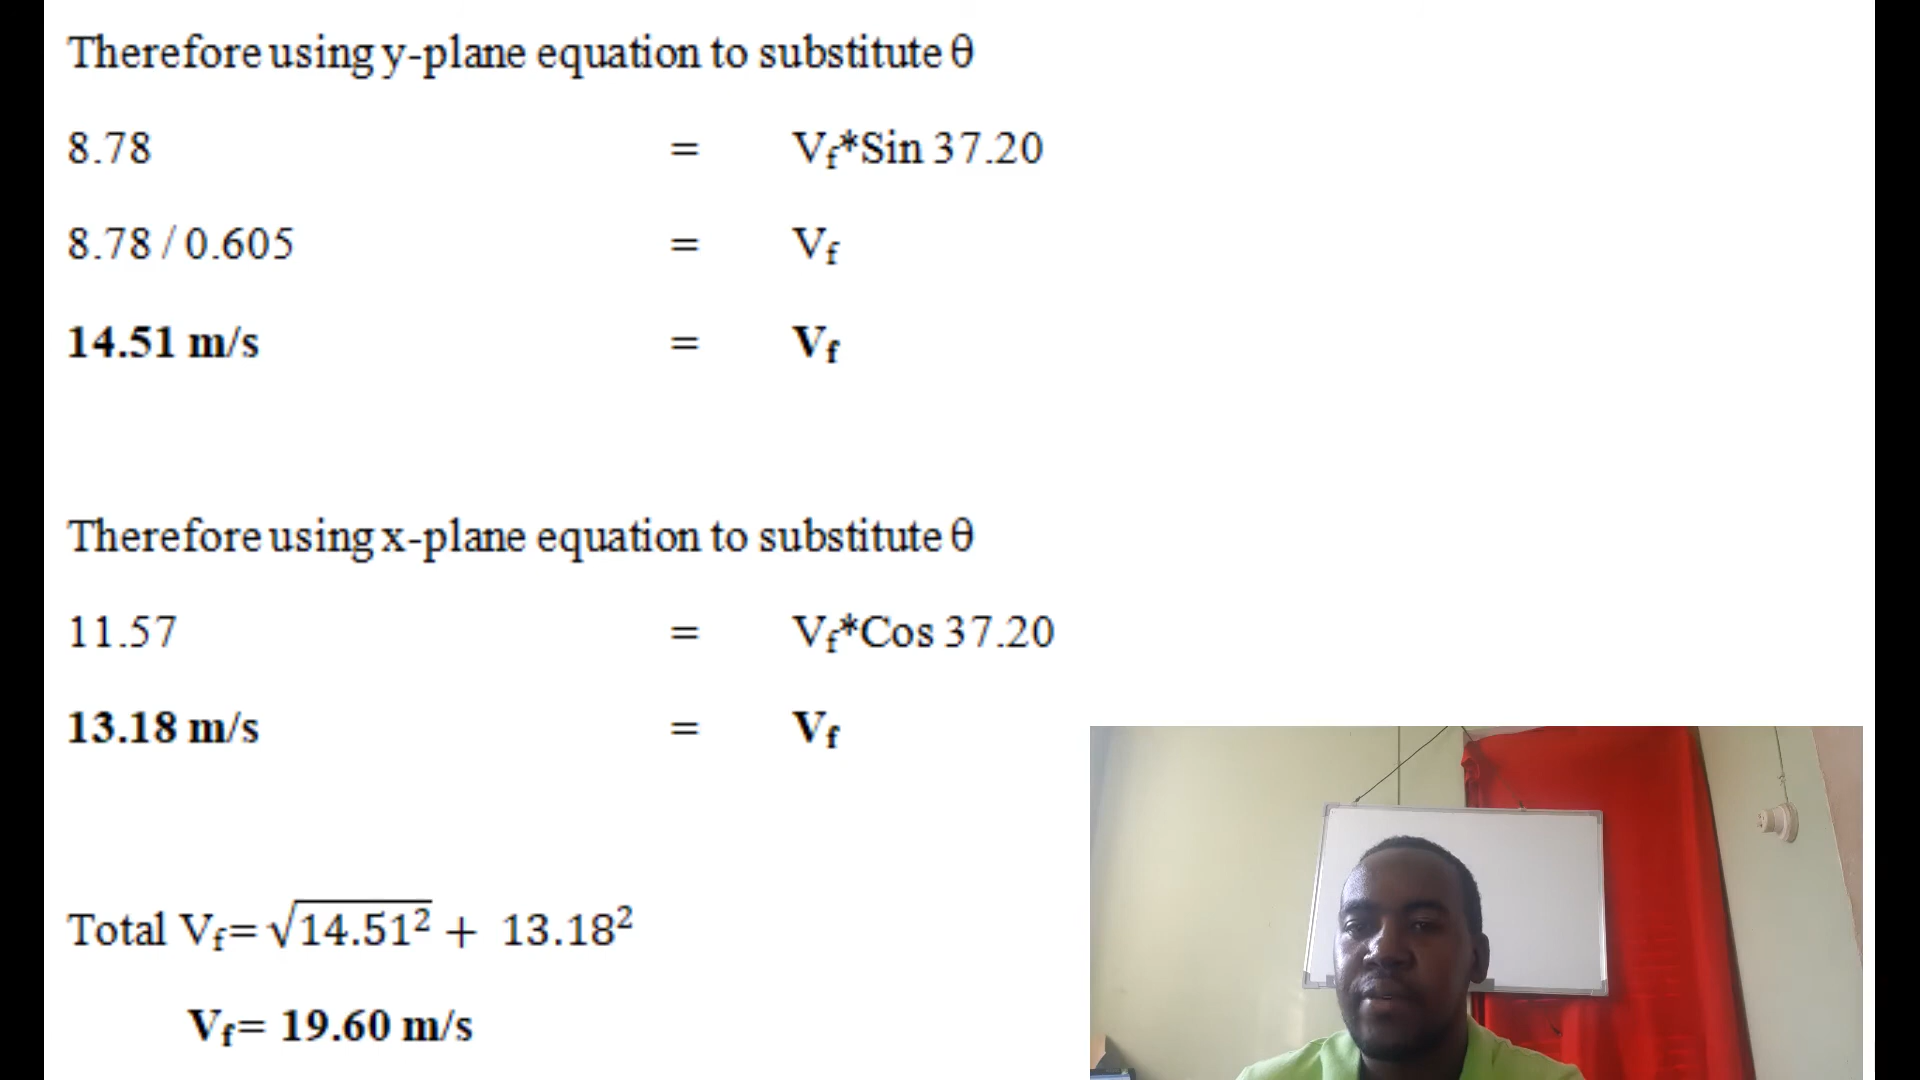 Therefore using y-plane equation to substitute θ
8.78 = Vf*Sin 37.20
8.78 / 0.605 = Vf
14.51 m/s = Vf
Therefore using x-plane equation to substitute θ
11.57 = Vf*Cos 37.20
13.18 m/s = Vf
Total Vf= √14.51² + 13.18²
Vf= 19.60 m/s